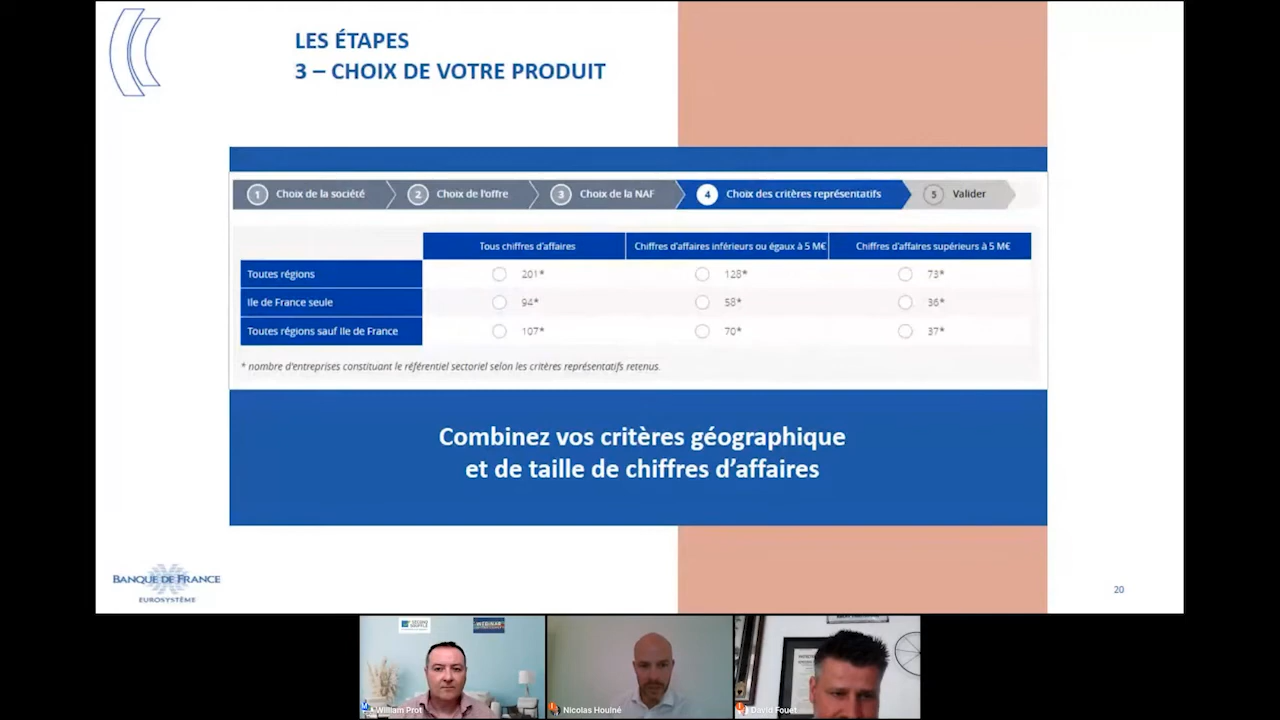 LES ÉTAPES
3 – CHOIX DE VOTRE PRODUIT
1 Choix de la société 2 Choix de l'offre 3 Choix de la NAF 4 Choix des critères représentatifs 5 Valider
Tous chiffres d'affaires Chiffres d'affaires inférieurs ou égaux à 5 M€ Chiffres d'affaires supérieurs à 5 M€
Toutes régions 201* 128* 73*
Ile de France seule 94* 58* 36*
Toutes régions sauf Ile de France 107* 70* 37*
* nombre d'entreprises constituant le référentiel sectoriel selon les critères représentatifs retenus.
Combinez vos critères géographique
et de taille de chiffres d'affaires
BANQUE DE FRANCE
EUROSYSTÈME
20
WEBINAR
William Prot
Nicolas Houlné
David Fouet